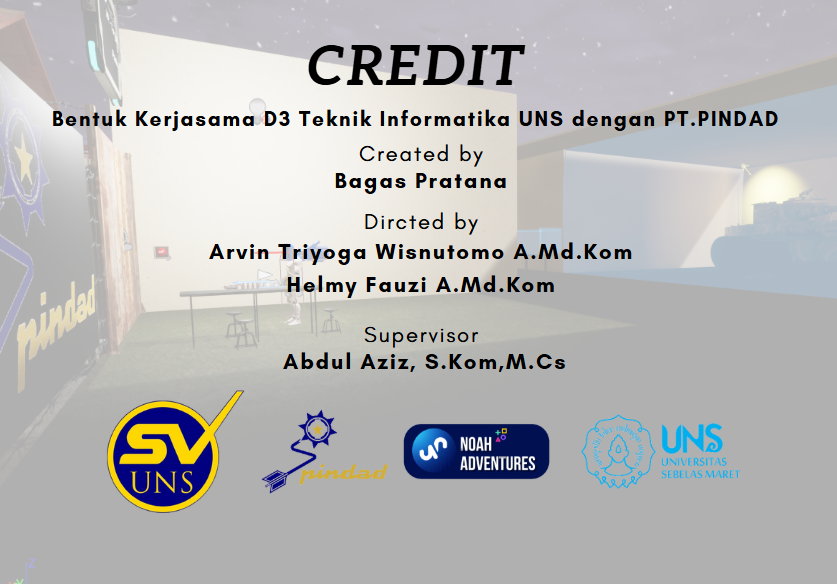 CREDIT
Bentuk Kerjasama D3 Teknik Informatika UNS dengan PT.PINDAD
Created by
Bagas Pratana
Dircted by
Arvin Triyoga Wisnutomo A.Md.Kom
Helmy Fauzi A.Md.Kom
Supervisor
Abdul Aziz, S.Kom,M.Cs
pindad
SV
UNS
pindad
un
NOAH
ADVENTURES
UNS
UNIVERSITAS
SEBELAS MARET